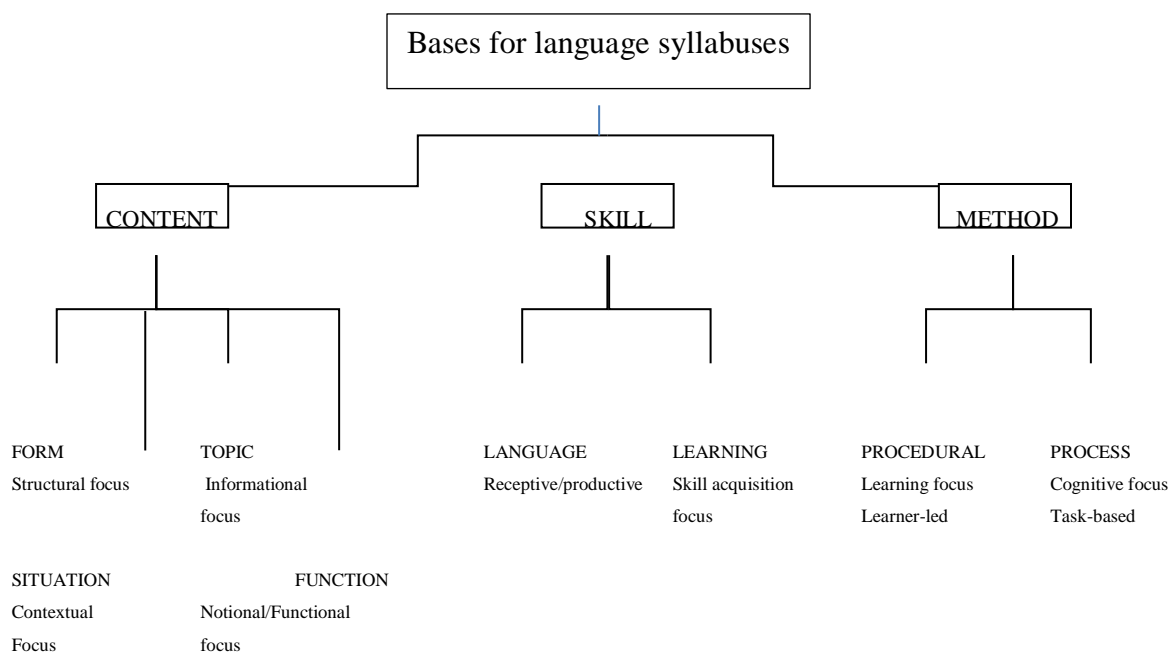 Bases for language syllabuses
CONTENT
SKILL
METHOD
FORM
Structural focus
TOPIC
Informational
focus
LANGUAGE
Receptive/productive
LEARNING
Skill acquisition
focus
PROCEDURAL
Learning focus
Learner-led
PROCESS
Cognitive focus
Task-based
SITUATION
Contextual
Focus
FUNCTION
Notional/Functional
focus